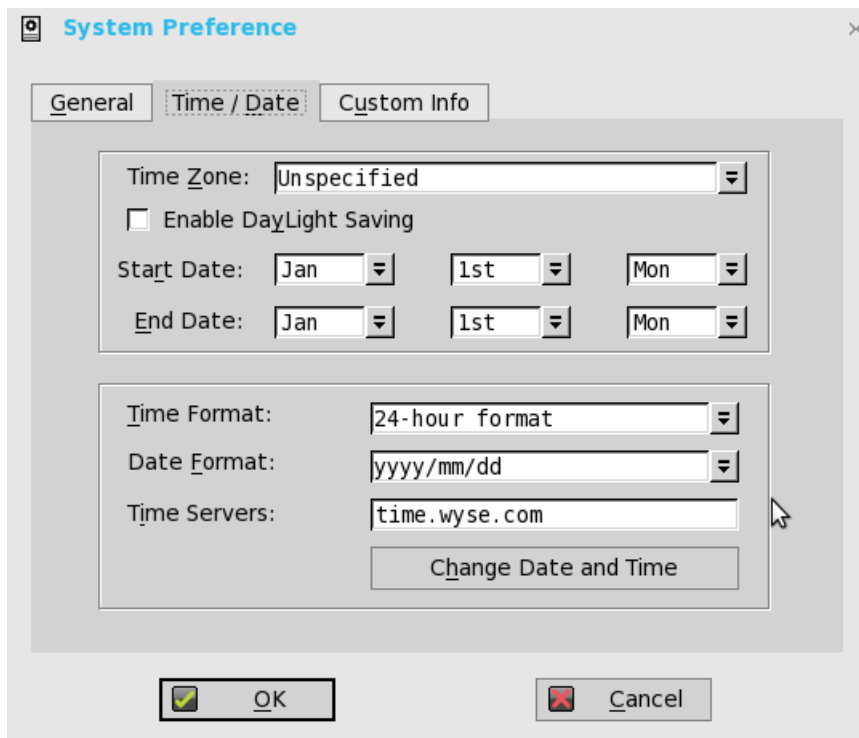 System Preference
General Time / Date Custom Info
Time Zone: Unspecified
Enable DayLight Saving
Start Date: Jan 1st Mon
End Date: Jan 1st Mon
Time Format: 24-hour format
Date Format: yyyy/mm/dd
Time Servers: time.wyse.com
Change Date and Time
OK Cancel